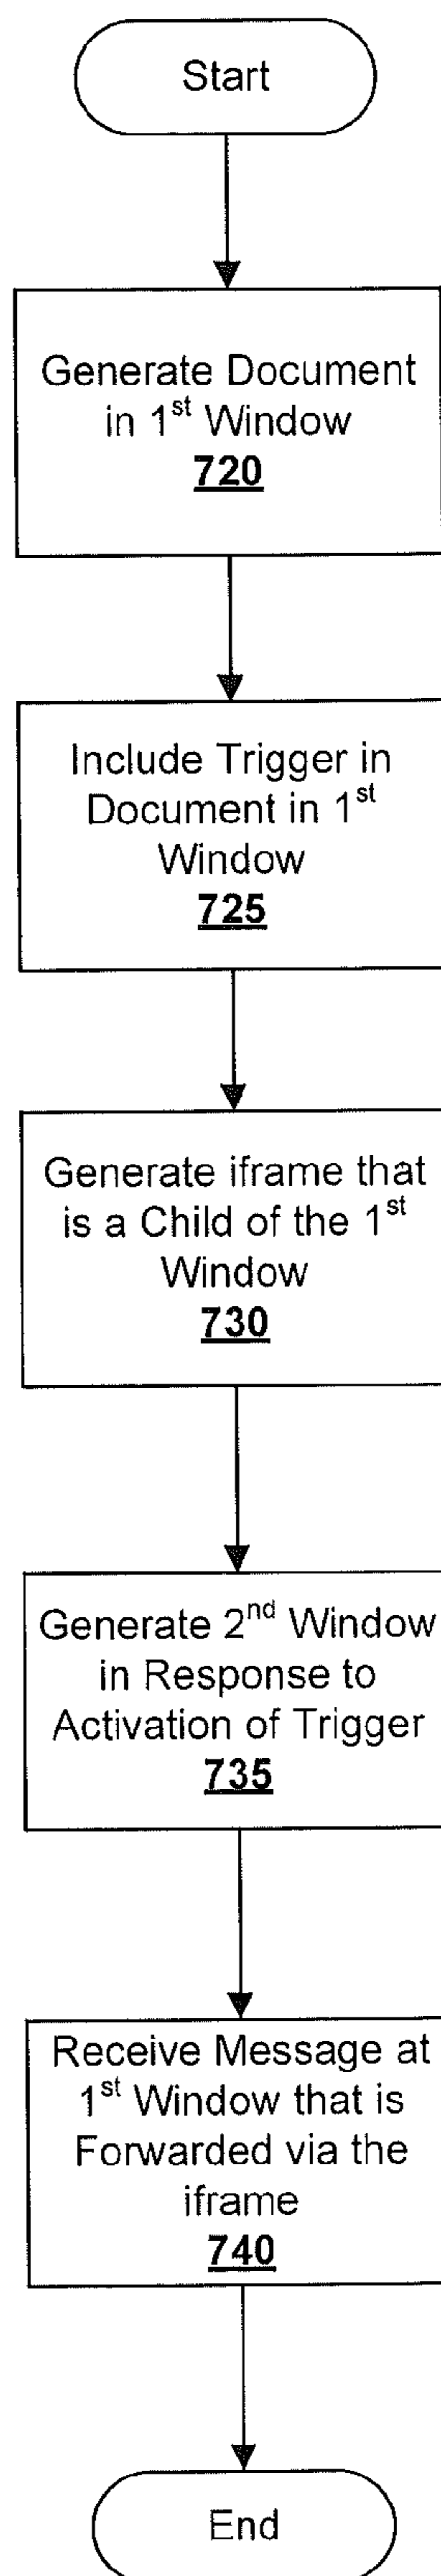 Start
Generate Document
in 1st Window
720
Include Trigger in
Document in 1st
Window
725
Generate iframe that
is a Child of the 1st
Window
730
Generate 2nd Window
in Response to
Activation of Trigger
735
Receive Message at
1st Window that is
Forwarded via the
iframe
740
End